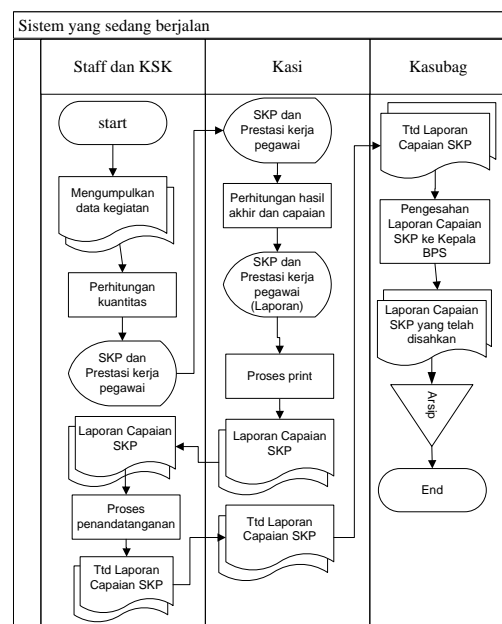 Sistem yang sedang berjalan
Staff dan KSK
Kasi
Kasubag
start
Mengumpulkan
data kegiatan
Perhitungan
kuantitas
SKP dan
Prestasi kerja
pegawai
Laporan Capaian
SKP
Proses
penandatanganan
Ttd Laporan
Capaian SKP
SKP dan
Prestasi kerja
pegawai
Perhitungan hasil
akhir dan capaian
SKP dan
Prestasi kerja
pegawai
(Laporan)
Proses print
Laporan Capaian
SKP
Ttd Laporan
Capaian SKP
Ttd Laporan
Capaian SKP
Pengesahan
Laporan Capaian
SKP ke Kepala
BPS
Laporan Capaian
SKP yang telah
disahkan
Arsip
End